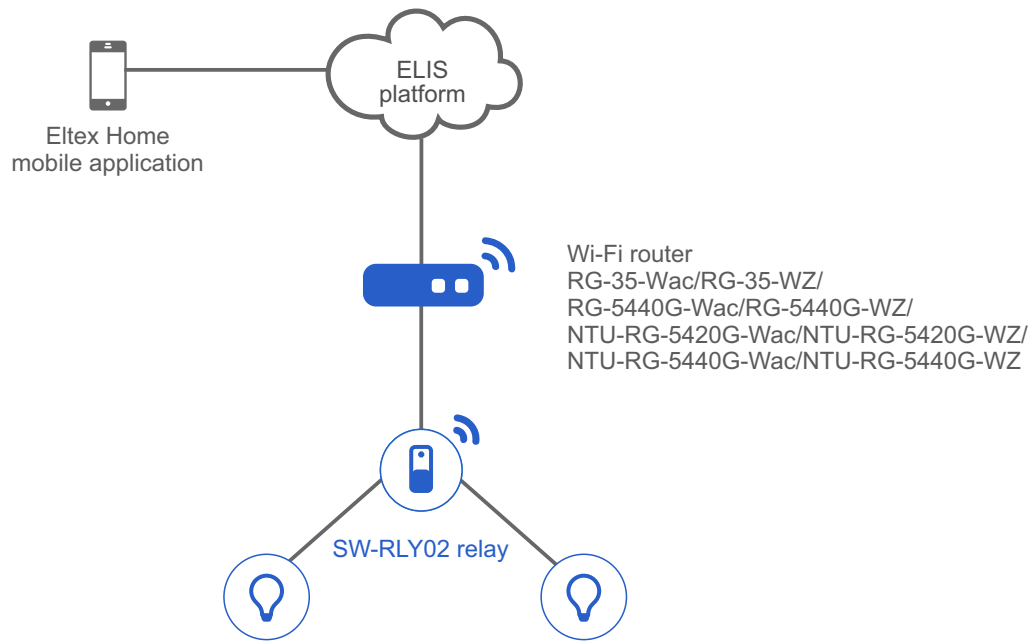 ELIS
platform
Eltex Home
mobile application
Wi-Fi router
RG-35-Wac/RG-35-WZ/
RG-5440G-Wac/RG-5440G-WZ/
NTU-RG-5420G-Wac/NTU-RG-5420G-WZ/
NTU-RG-5440G-Wac/NTU-RG-5440G-WZ
SW-RLY02 relay